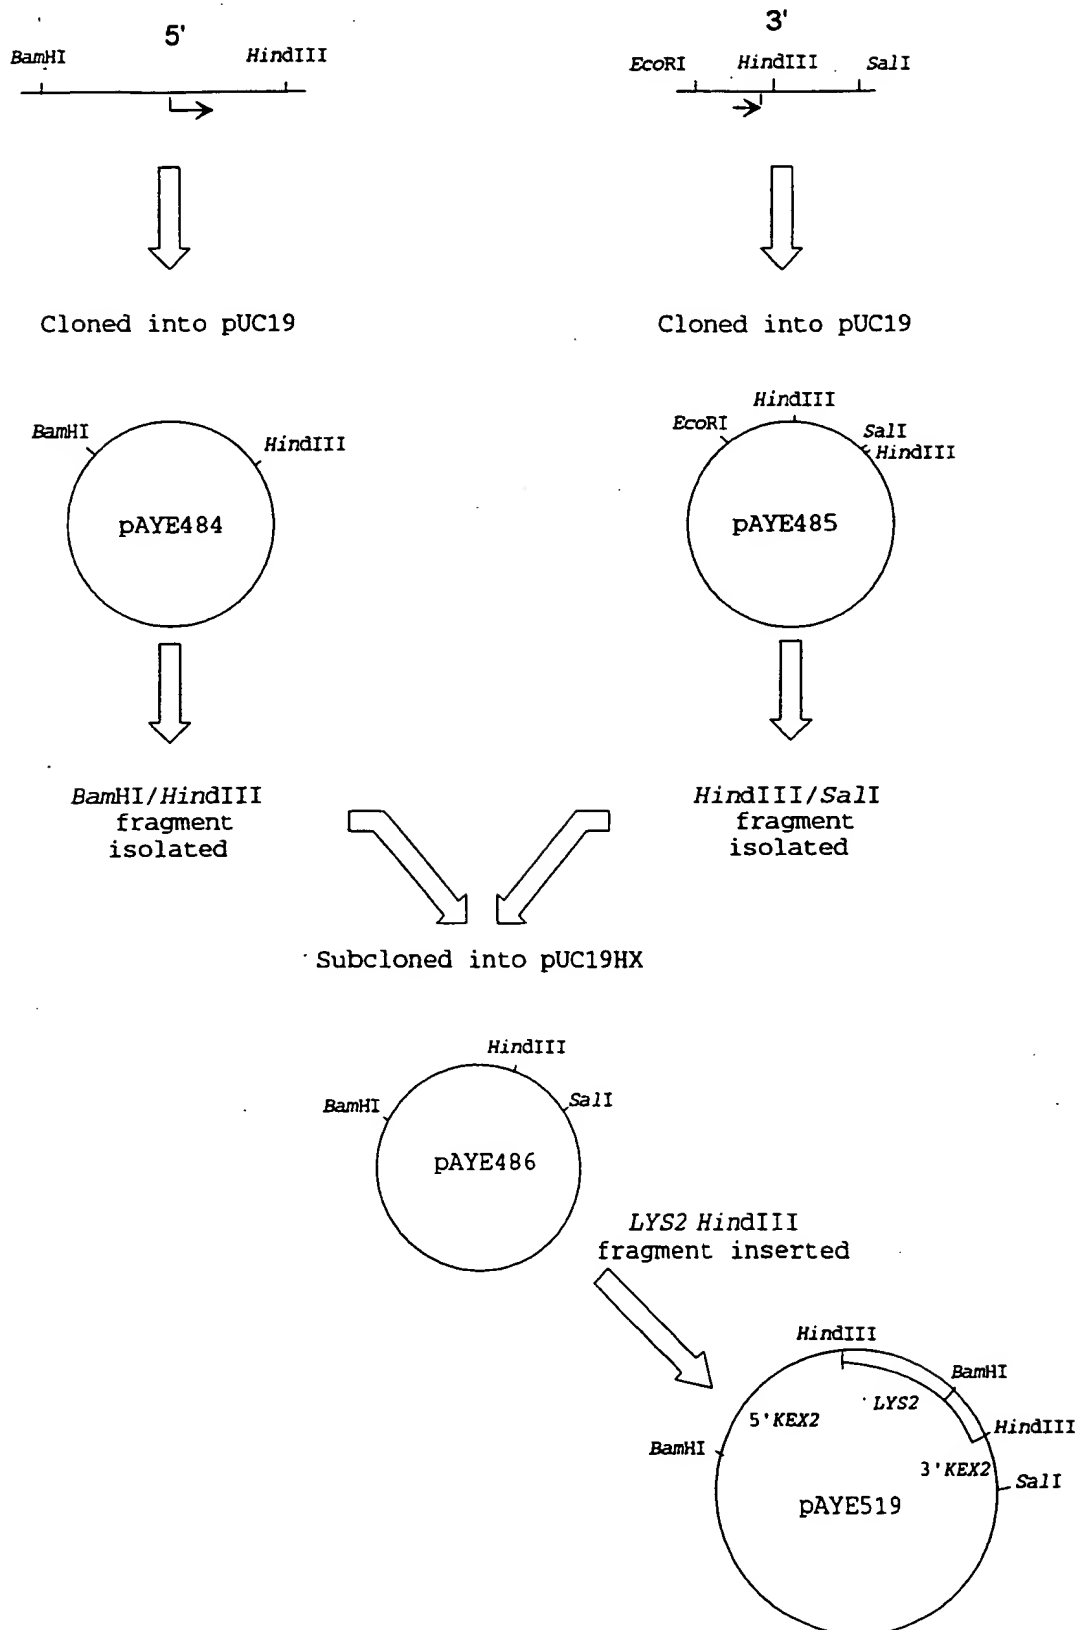 5'
3'
BamHI
HindIII
EcoRI
HindIII
SalI
Cloned into pUC19
Cloned into pUC19
BamHI
HindIII
pAYE484
HindIII
EcoRI
SalI
HindIII
pAYE485
BamHI/HindIII
fragment
isolated
HindIII/SalI
fragment
isolated
Subcloned into pUC19HX
HindIII
BamHI
SalI
pAYE486
LYS2 HindIII
fragment inserted
HindIII
BamHI
LYS2
5'KEX2
HindIII
BamHI
3'KEX2
SalI
pAYE519